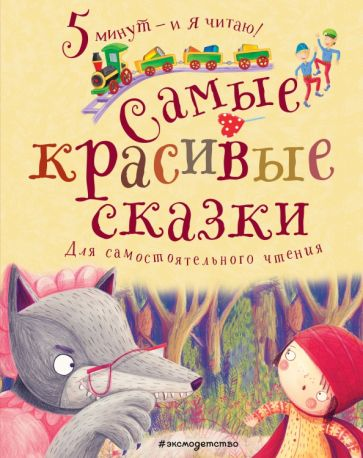 5 минут – и я читаю!
Самые
красивые
сказки
Для самостоятельного чтения
#эксмодетство